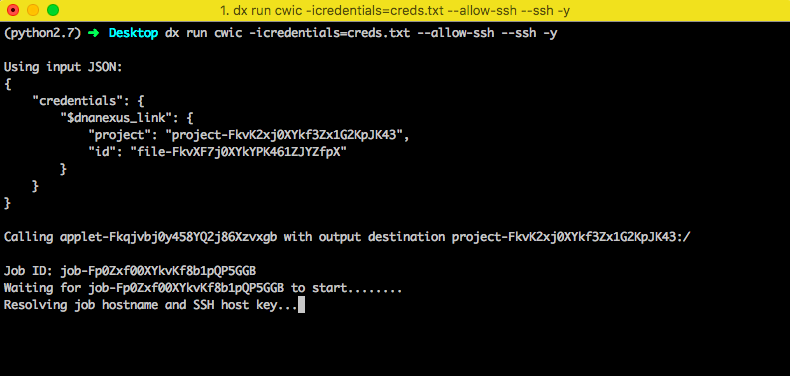 1. dx run cwic -icredentials=creds.txt --allow-ssh --ssh -y
(python2.7) ➜ Desktop dx run cwic -icredentials=creds.txt --allow-ssh --ssh -y
Using input JSON:
{
    "credentials": {
        "$dnanexus_link": {
            "project": "project-FkvK2xj0XYkf3Zx1G2KpJK43",
            "id": "file-FkvXF7j0XYkYPK461ZJYZfpX"
        }
    }
}
Calling applet-Fkqjvbj0y458YQ2j86Xzvxgb with output destination project-FkvK2xj0XYkf3Zx1G2KpJK43:/
Job ID: job-Fp0Zxf00XYkvKf8b1pQP5GGB
Waiting for job-Fp0Zxf00XYkvKf8b1pQP5GGB to start........
Resolving job hostname and SSH host key...